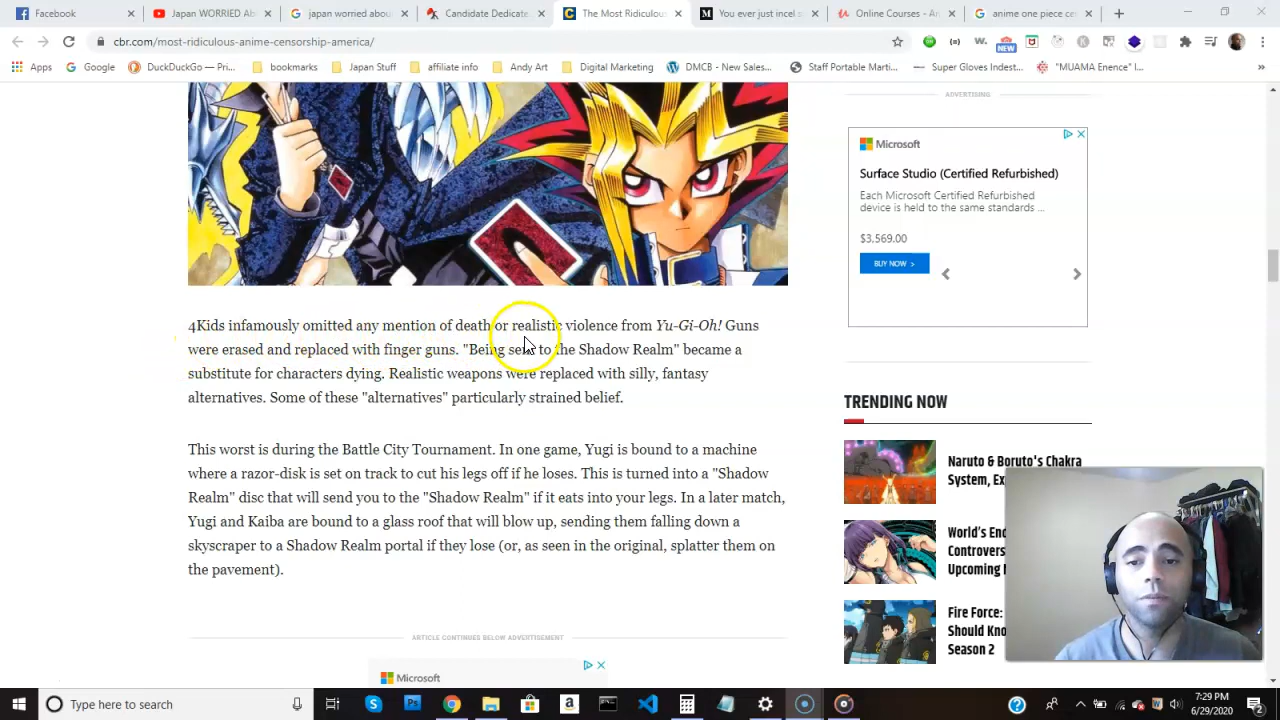 Facebook
Japan Western C
Candidate Dedicate
The Most Ridiculous
You ever just incel s
Anime Censorship - A
anime one piece ce
cbr.com/most-ridiculous-anime-censorship-america/
NEW
Apps
Google
DuckDuckGo — Pri...
bookmarks
Japan Stuff
affiliate info
Andy Art
Digital Marketing
DMCB - New Sales...
Staff Portable Marti...
Super Gloves Indest...
"MUAMA Enence" I...
ADVERTISING
Microsoft
Surface Studio (Certified Refurbished)
Each Microsoft Certified Refurbished
device is held to the same standards ...
$3,569.00
BUY NOW >
4Kids infamously omitted any mention of death or realistic violence from Yu-Gi-Oh! Guns
were erased and replaced with finger guns. "Being sent to the Shadow Realm" became a
substitute for characters dying. Realistic weapons were replaced with silly, fantasy
alternatives. Some of these "alternatives" particularly strained belief.
This worst is during the Battle City Tournament. In one game, Yugi is bound to a machine
where a razor-disk is set on track to cut his legs off if he loses. This is turned into a "Shadow
Realm" disc that will send you to the "Shadow Realm" if it eats into your legs. In a later match,
Yugi and Kaiba are bound to a glass roof that will blow up, sending them falling down a
skyscraper to a Shadow Realm portal if they lose (or, as seen in the original, splatter them on
the pavement).
ARTICLE CONTINUES BELOW ADVERTISEMENT
Microsoft
TRENDING NOW
Naruto & Boruto's Chakra
System, Ex
World's End
Controvers
Upcoming
Fire Force:
Should Kno
Season 2
Type here to search
7:29 PM
6/29/2020